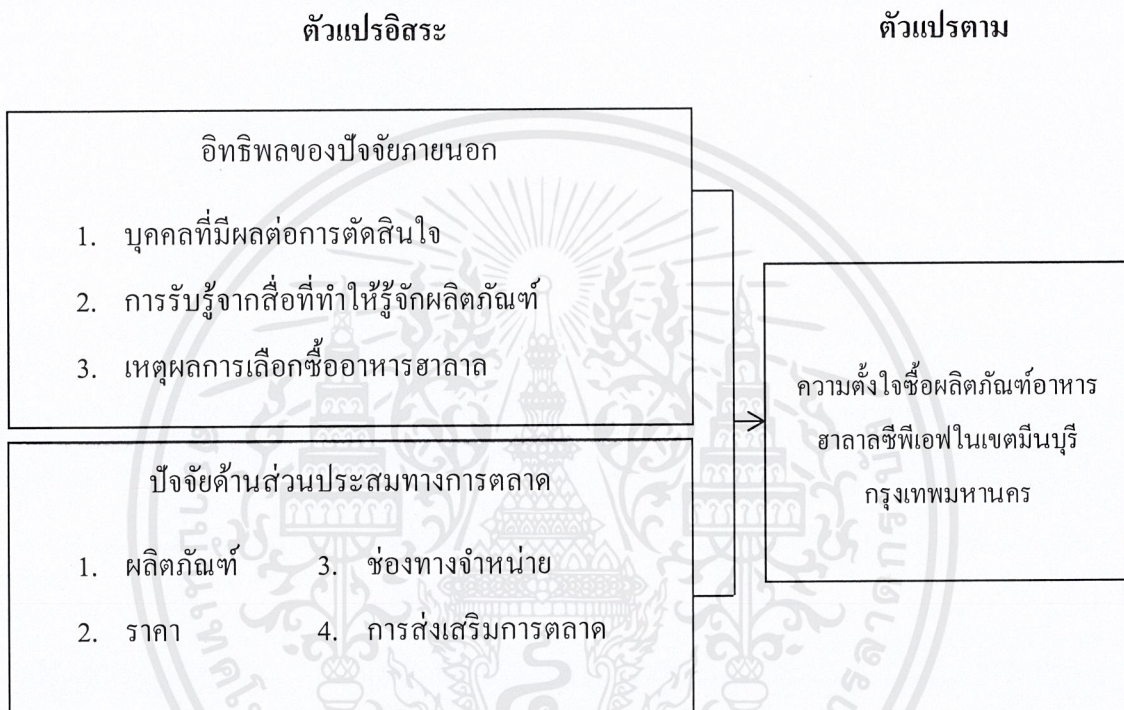 ตัวแปรอิสระ
ตัวแปรตาม
อิทธิพลของปัจจัยภายนอก
1. บุคคลที่มีผลต่อการตัดสินใจ
2. การรับรู้จากสื่อที่ทำให้รู้จักผลิตภัณฑ์
3. เหตุผลการเลือกซื้ออาหารฮาลาล
ปัจจัยด้านส่วนประสมทางการตลาด
1. ผลิตภัณฑ์ 3. ช่องทางจำหน่าย
2. ราคา 4. การส่งเสริมการตลาด
ความตั้งใจซื้อผลิตภัณฑ์อาหาร
ฮาลาลซีพีเอฟในเขตมีนบุรี
กรุงเทพมหานคร